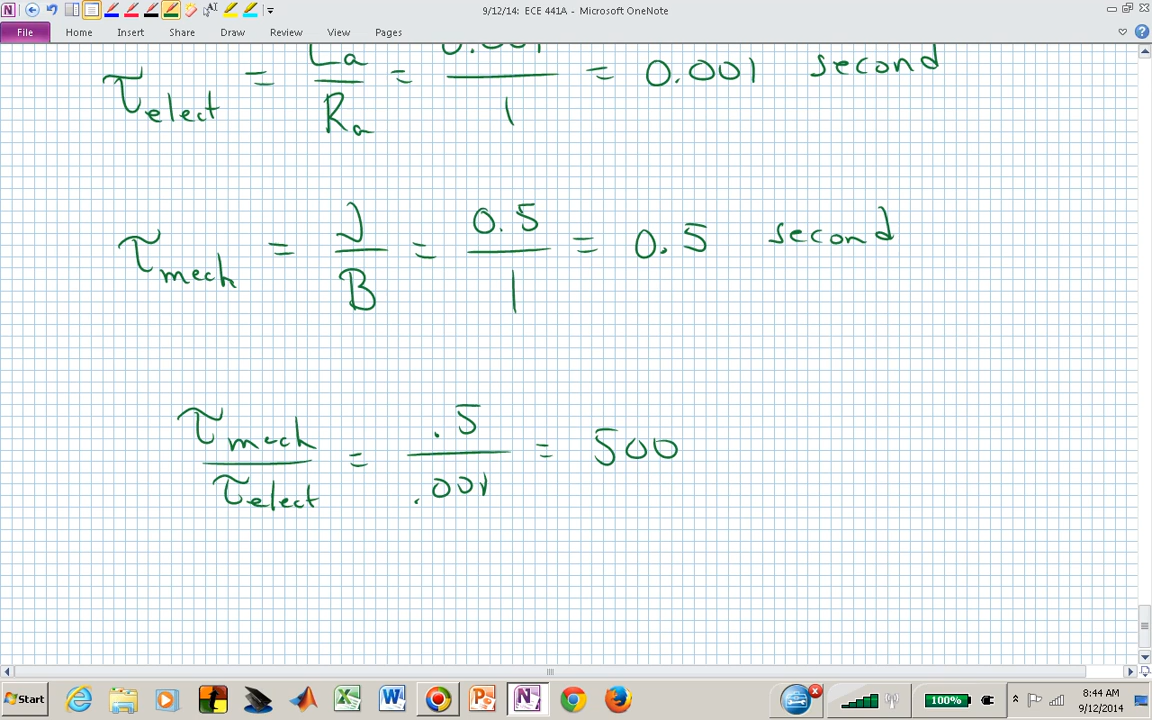 9/12/14: ECE 441A - Microsoft OneNote
File Home Insert Share Draw Review View Pages
τelect = La/Ra = 0.001/1 = 0.001 second
τmech = J/B = 0.5/1 = 0.5 second
τmech/τelect = .5/.001 = 500
Start
100%
8:44 AM
9/12/2014